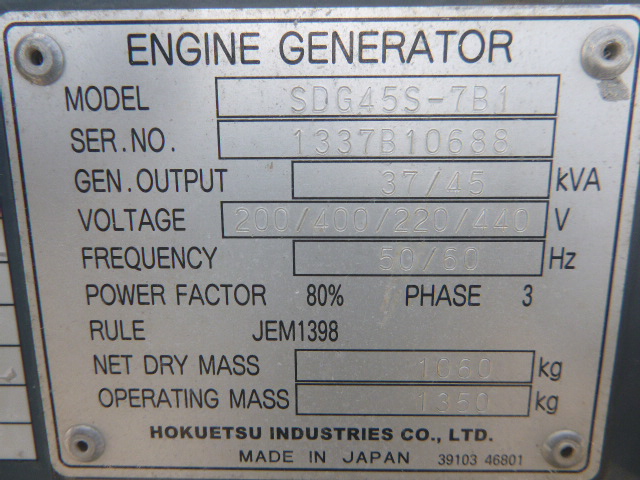 ENGINE GENERATOR
MODEL SDG45S-7B1
SER.NO. 1337B10688
GEN.OUTPUT 37/45 kVA
VOLTAGE 200/400/220/440 V
FREQUENCY 50/60 Hz
POWER FACTOR 80% PHASE 3
RULE JEM1398
NET DRY MASS 1060 kg
OPERATING MASS 1350 kg
HOKUETSU INDUSTRIES CO., LTD.
MADE IN JAPAN 39103 46801